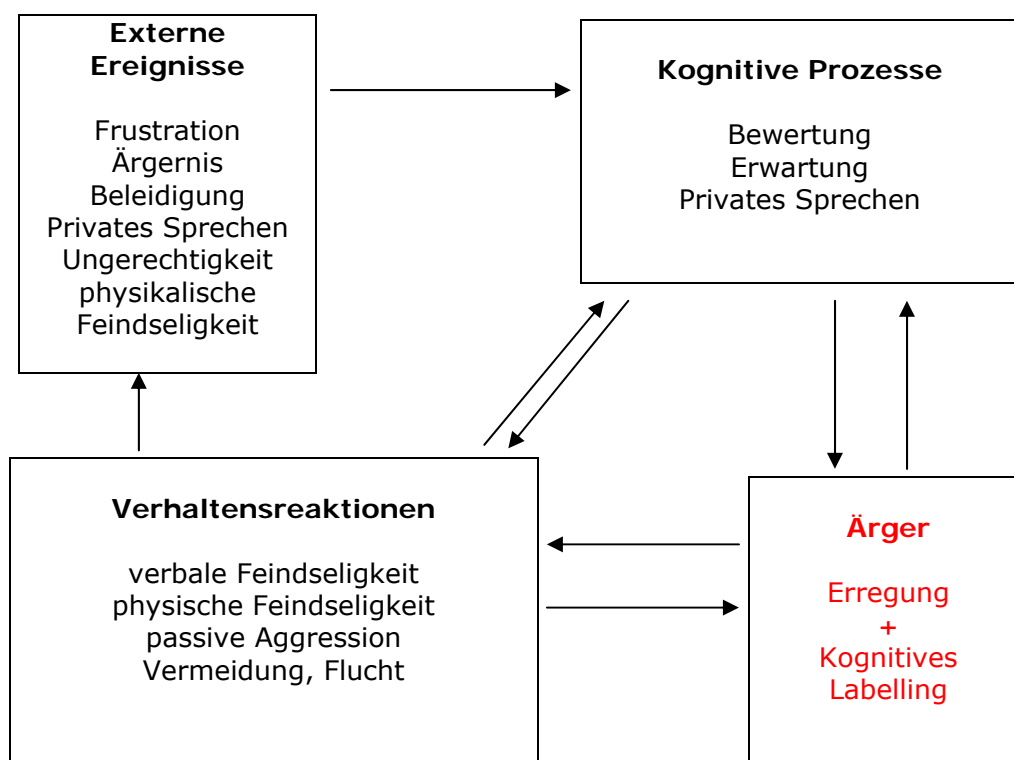 Externe
Ereignisse
Frustration
Ärgernis
Beleidigung
Privates Sprechen
Ungerechtigkeit
physikalische
Feindseligkeit
Kognitive Prozesse
Bewertung
Erwartung
Privates Sprechen
Verhaltensreaktionen
verbale Feindseligkeit
physische Feindseligkeit
passive Aggression
Vermeidung, Flucht
Ärger
Erregung
+
Kognitives
Labelling